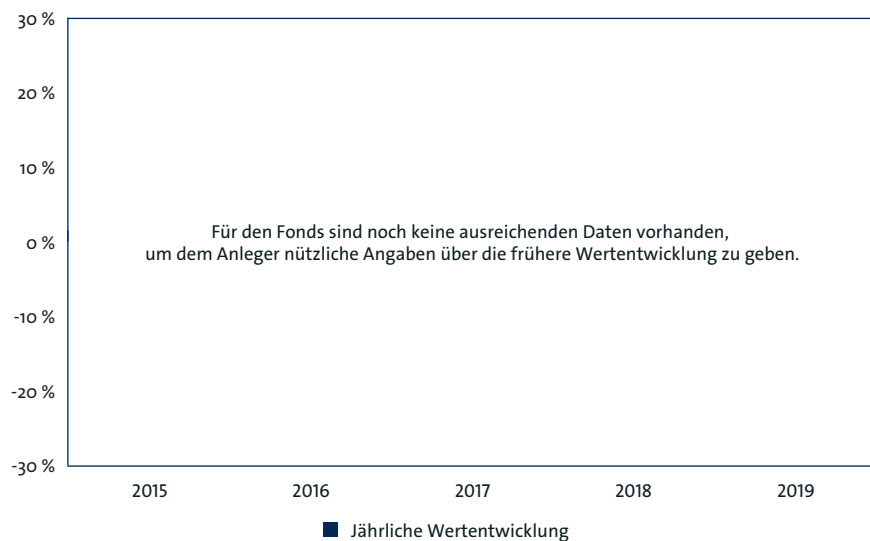 30 %
20 %
10 %
0 %
-10 %
-20 %
-30 %
Für den Fonds sind noch keine ausreichenden Daten vorhanden,
um dem Anleger nützliche Angaben über die frühere Wertentwicklung zu geben.
2015 2016 2017 2018 2019
Jährliche Wertentwicklung